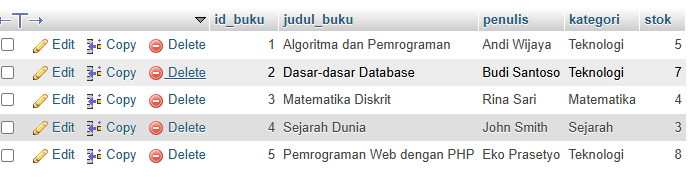 id_buku judul_buku penulis kategori stok
Edit Copy Delete 1 Algoritma dan Pemrograman Andi Wijaya Teknologi 5
Edit Copy Delete 2 Dasar-dasar Database Budi Santoso Teknologi 7
Edit Copy Delete 3 Matematika Diskrit Rina Sari Matematika 4
Edit Copy Delete 4 Sejarah Dunia John Smith Sejarah 3
Edit Copy Delete 5 Pemrograman Web dengan PHP Eko Prasetyo Teknologi 8